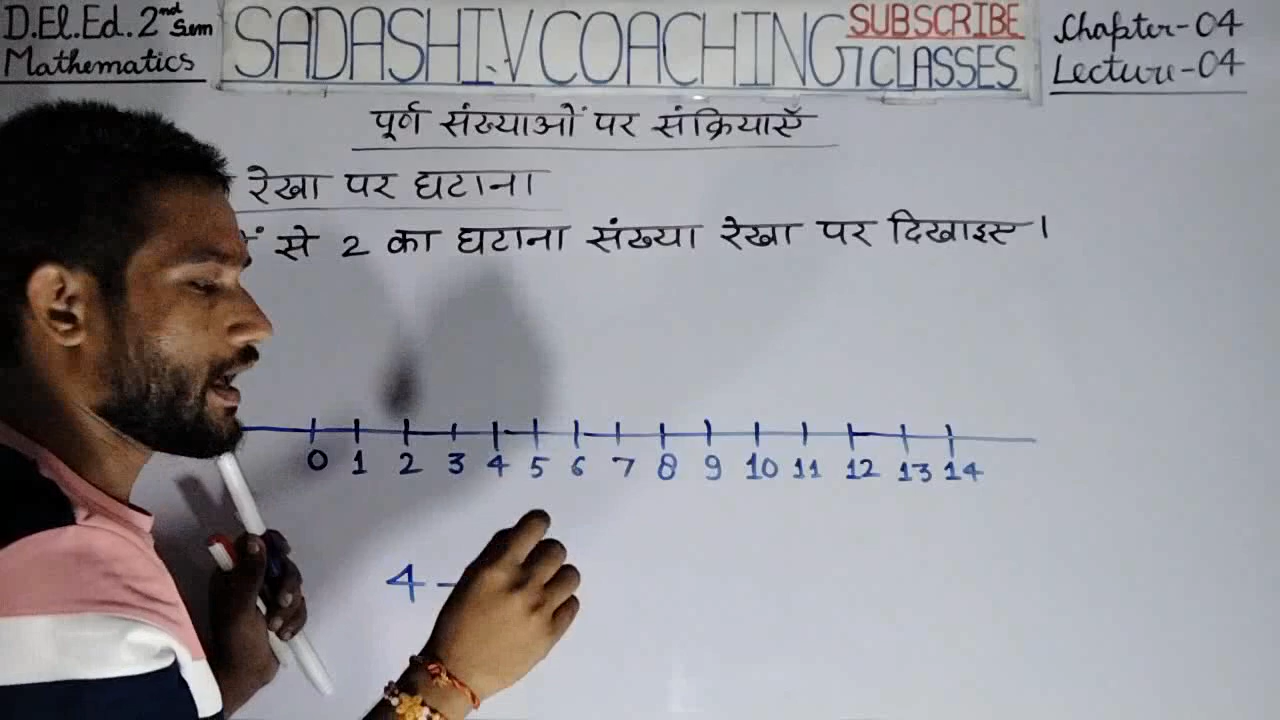 D.El.Ed. 2nd Sem
Mathematics
SADASHIV COACHING CLASSES
SUBSCRIBE
Chapter-04
Lecture-04
पूर्ण संख्याओं पर संक्रियाएँ
रेखा पर घटाना
से 2 का घटाना संख्या रेखा पर दिखाइए।
0 1 2 3 4 5 6 7 8 9 10 11 12 13 14
4 -